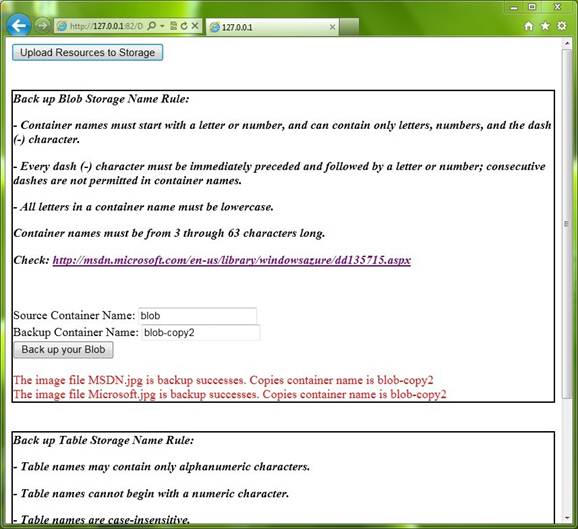 http://127.0.0.1:82/D
127.0.0.1
Upload Resources to Storage
Back up Blob Storage Name Rule:
- Container names must start with a letter or number, and can contain only letters, numbers, and the dash
(-) character.
- Every dash (-) character must be immediately preceded and followed by a letter or number; consecutive
dashes are not permitted in container names.
- All letters in a container name must be lowercase.
Container names must be from 3 through 63 characters long.
Check: http://msdn.microsoft.com/en-us/library/windowsazure/dd135715.aspx
Source Container Name: blob
Backup Container Name: blob-copy2
Back up your Blob
The image file MSDN.jpg is backup successes. Copies container name is blob-copy2
The image file Microsoft.jpg is backup successes. Copies container name is blob-copy2
Back up Table Storage Name Rule:
- Table names may contain only alphanumeric characters.
- Table names cannot begin with a numeric character.
- Table names are case-insensitive.